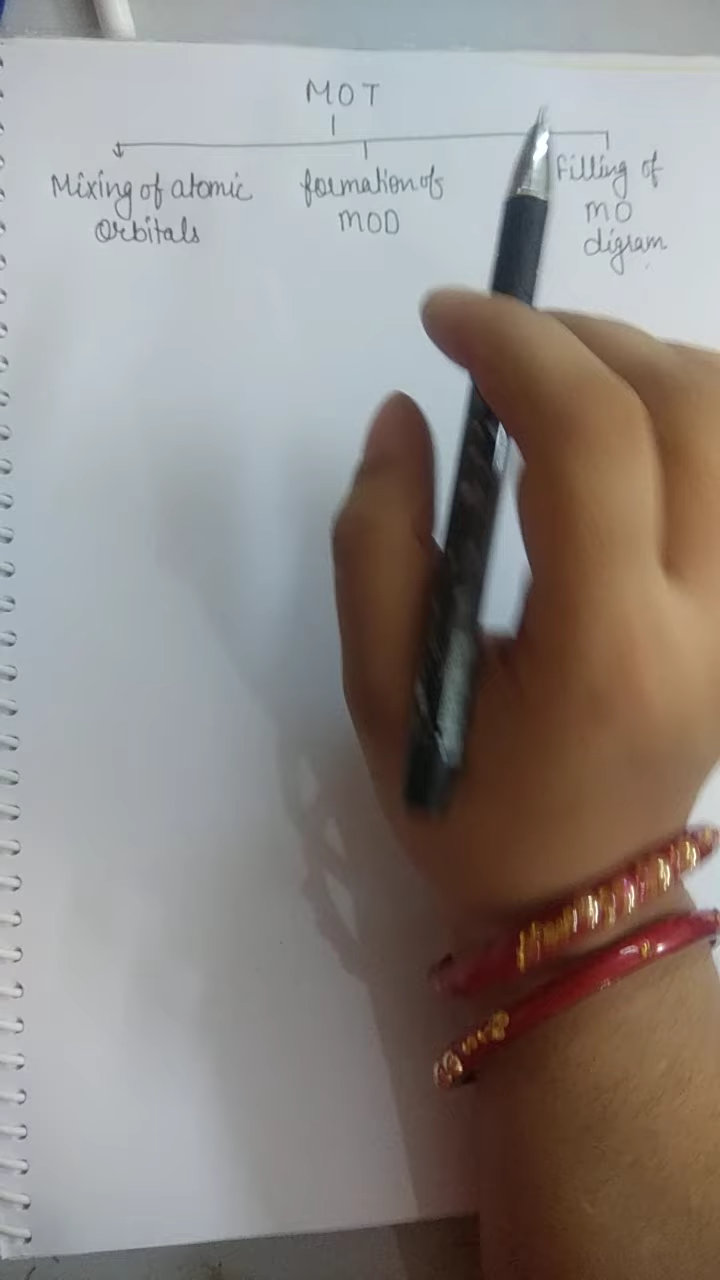 MOT
Mixing of atomic
Orbitals
formation of
MOD
Filling of
MO
digram